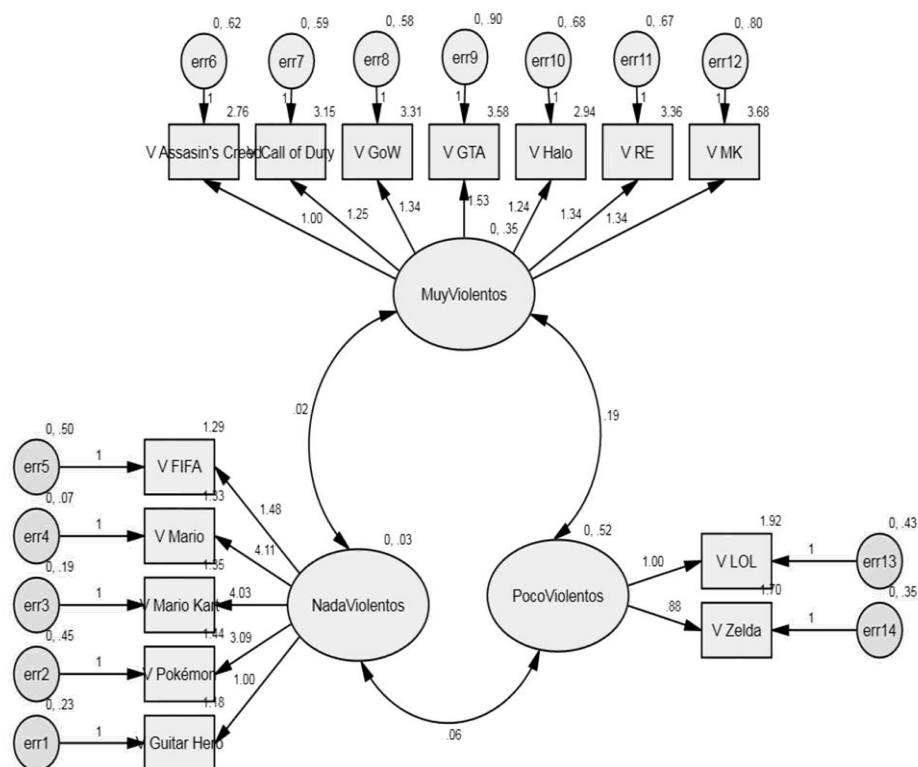 0, .62
0, .59
0, .58
0, .90
0, .68
0, .67
0, .80
err6
err7
err8
err9
err10
err11
err12
1
1
1
1
1
1
1
2.76
3.15
3.31
3.58
2.94
3.36
3.68
V Assasin's Creed
V Call of Duty
V GoW
V GTA
V Halo
V RE
V MK
1.00
1.25
1.34
1.53
1.24
1.34
1.34
0, .35
MuyViolentos
.02
.19
0, .50
1.29
err5
1
V FIFA
1.48
0, .07
1.33
err4
1
V Mario
4.11
0, .19
1.35
err3
1
V Mario Kart
4.03
0, .45
1.44
err2
1
V Pokémon
3.09
0, .23
1.18
err1
1
V Guitar Hero
1.00
0, .03
NadaViolentos
0, .52
PocoViolentos
1.00
.88
1.92
0, .43
V LOL
1
err13
1.70
0, .35
V Zelda
1
err14
.06